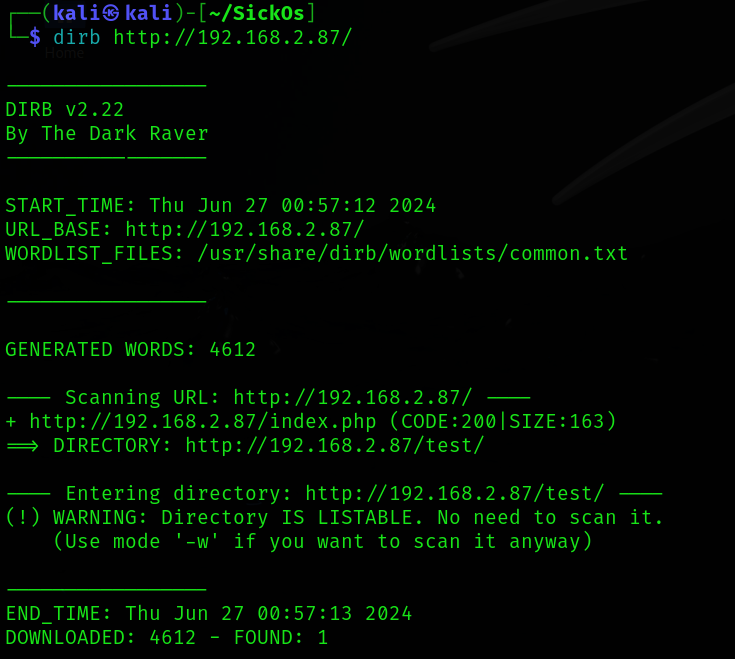 ┌──(kali㉿kali)-[~/SickOs]
└─$ dirb http://192.168.2.87/
Home
-----------------
DIRB v2.22
By The Dark Raver
-----------------
START_TIME: Thu Jun 27 00:57:12 2024
URL_BASE: http://192.168.2.87/
WORDLIST_FILES: /usr/share/dirb/wordlists/common.txt
-----------------
GENERATED WORDS: 4612
---- Scanning URL: http://192.168.2.87/ ----
+ http://192.168.2.87/index.php (CODE:200|SIZE:163)
==> DIRECTORY: http://192.168.2.87/test/
---- Entering directory: http://192.168.2.87/test/ ----
(!) WARNING: Directory IS LISTABLE. No need to scan it.
    (Use mode '-w' if you want to scan it anyway)
-----------------
END_TIME: Thu Jun 27 00:57:13 2024
DOWNLOADED: 4612 - FOUND: 1